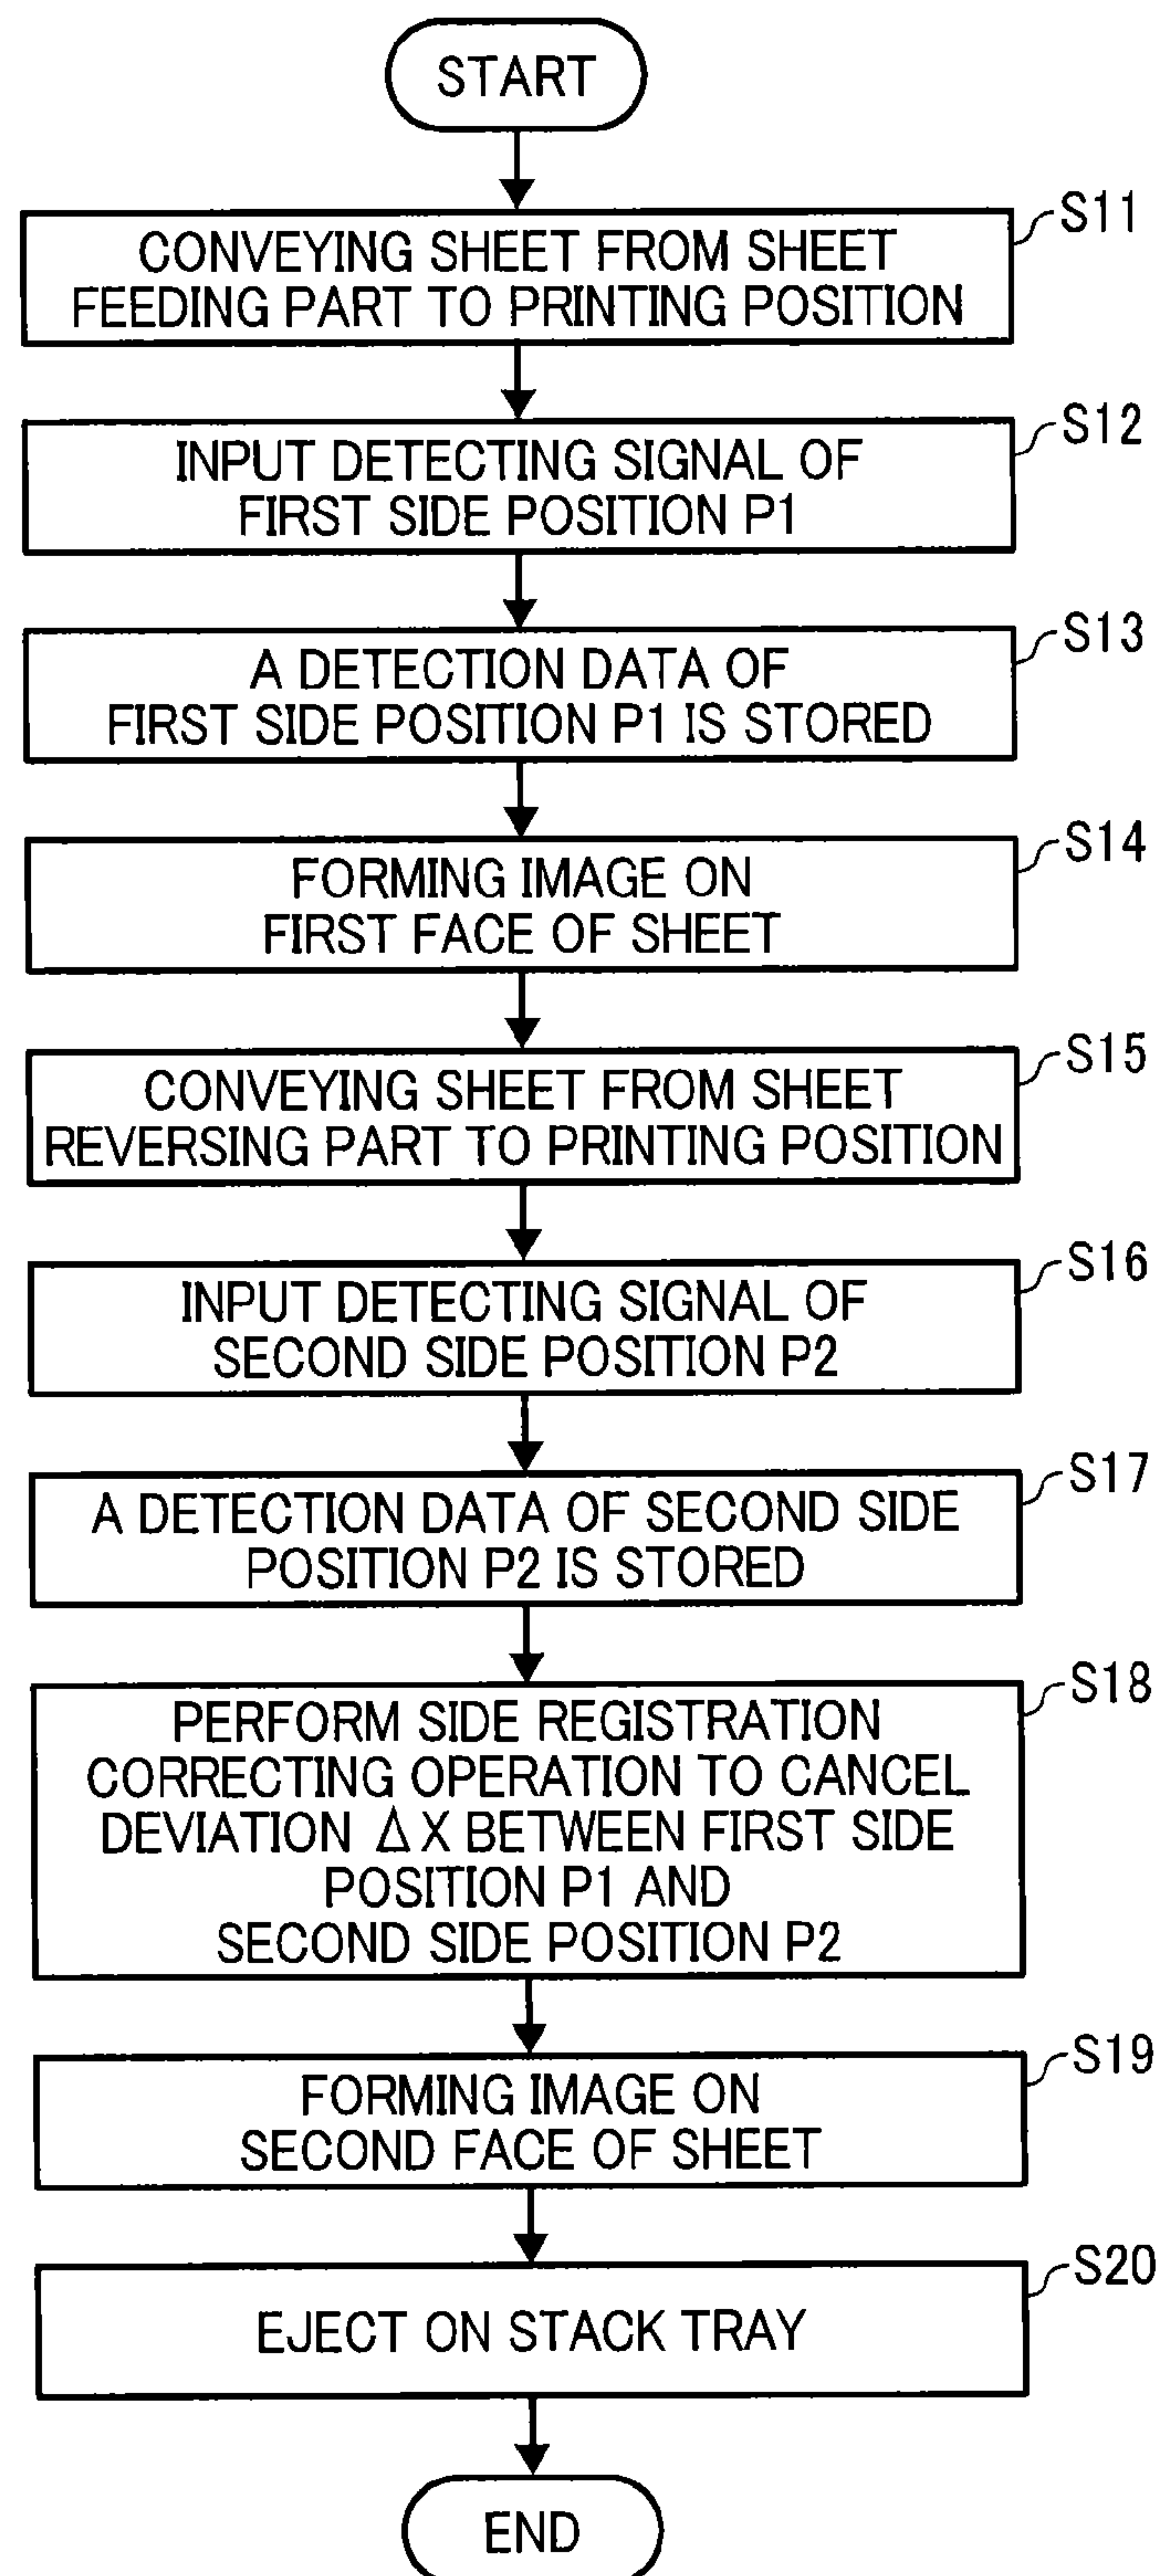 START
S11
CONVEYING SHEET FROM SHEET
FEEDING PART TO PRINTING POSITION
S12
INPUT DETECTING SIGNAL OF
FIRST SIDE POSITION P1
S13
A DETECTION DATA OF
FIRST SIDE POSITION P1 IS STORED
S14
FORMING IMAGE ON
FIRST FACE OF SHEET
S15
CONVEYING SHEET FROM SHEET
REVERSING PART TO PRINTING POSITION
S16
INPUT DETECTING SIGNAL OF
SECOND SIDE POSITION P2
S17
A DETECTION DATA OF SECOND SIDE
POSITION P2 IS STORED
S18
PERFORM SIDE REGISTRATION
CORRECTING OPERATION TO CANCEL
DEVIATION ΔX BETWEEN FIRST SIDE
POSITION P1 AND
SECOND SIDE POSITION P2
S19
FORMING IMAGE ON
SECOND FACE OF SHEET
S20
EJECT ON STACK TRAY
END